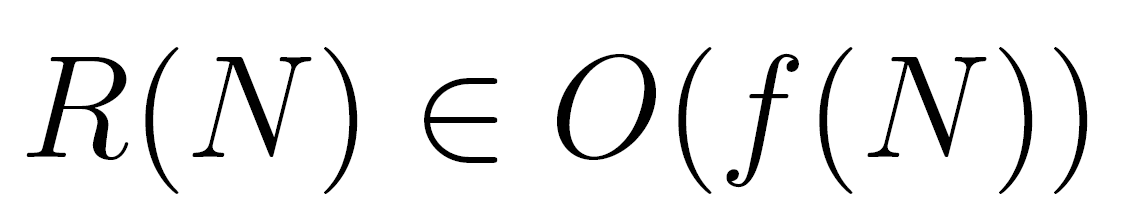 R(N) ∈ O(f(N))